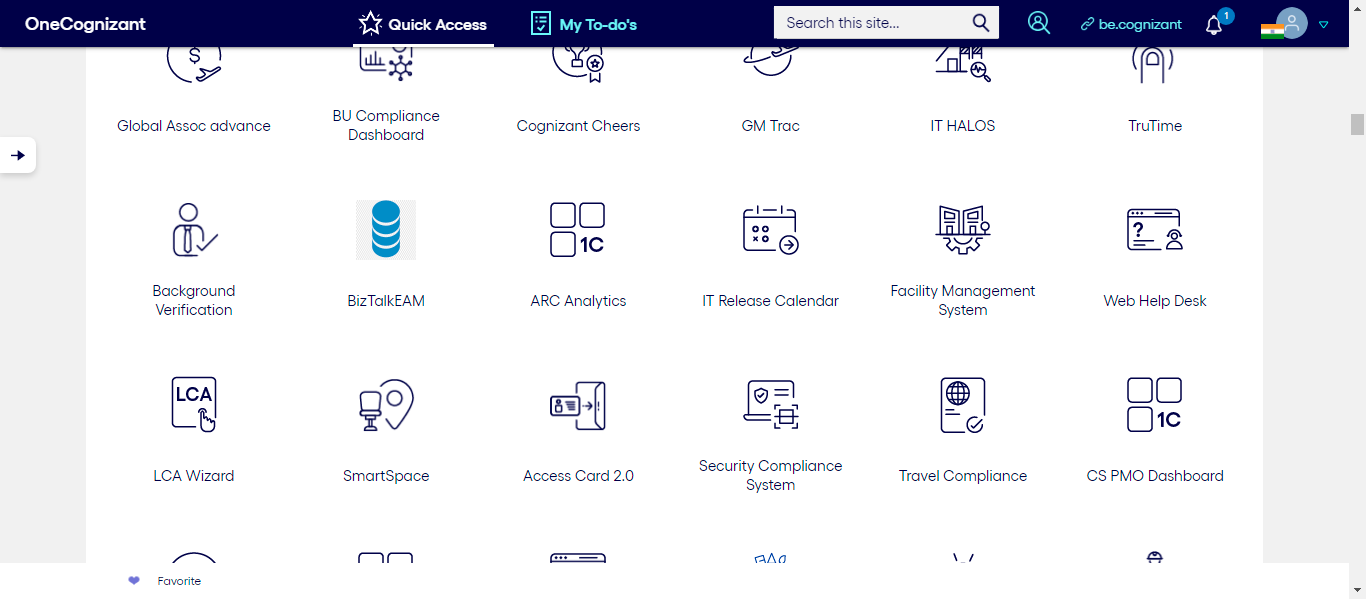 OneCognizant
Quick Access
My To-do's
Search this site...
be.cognizant
1
$
Global Assoc advance
BU Compliance
Dashboard
Cognizant Cheers
GM Trac
IT HALOS
TruTime
1C
?
Background
Verification
BizTalkEAM
ARC Analytics
IT Release Calendar
Facility Management
System
Web Help Desk
LCA
1C
LCA Wizard
SmartSpace
Access Card 2.0
Security Compliance
System
Travel Compliance
CS PMO Dashboard
Favorite